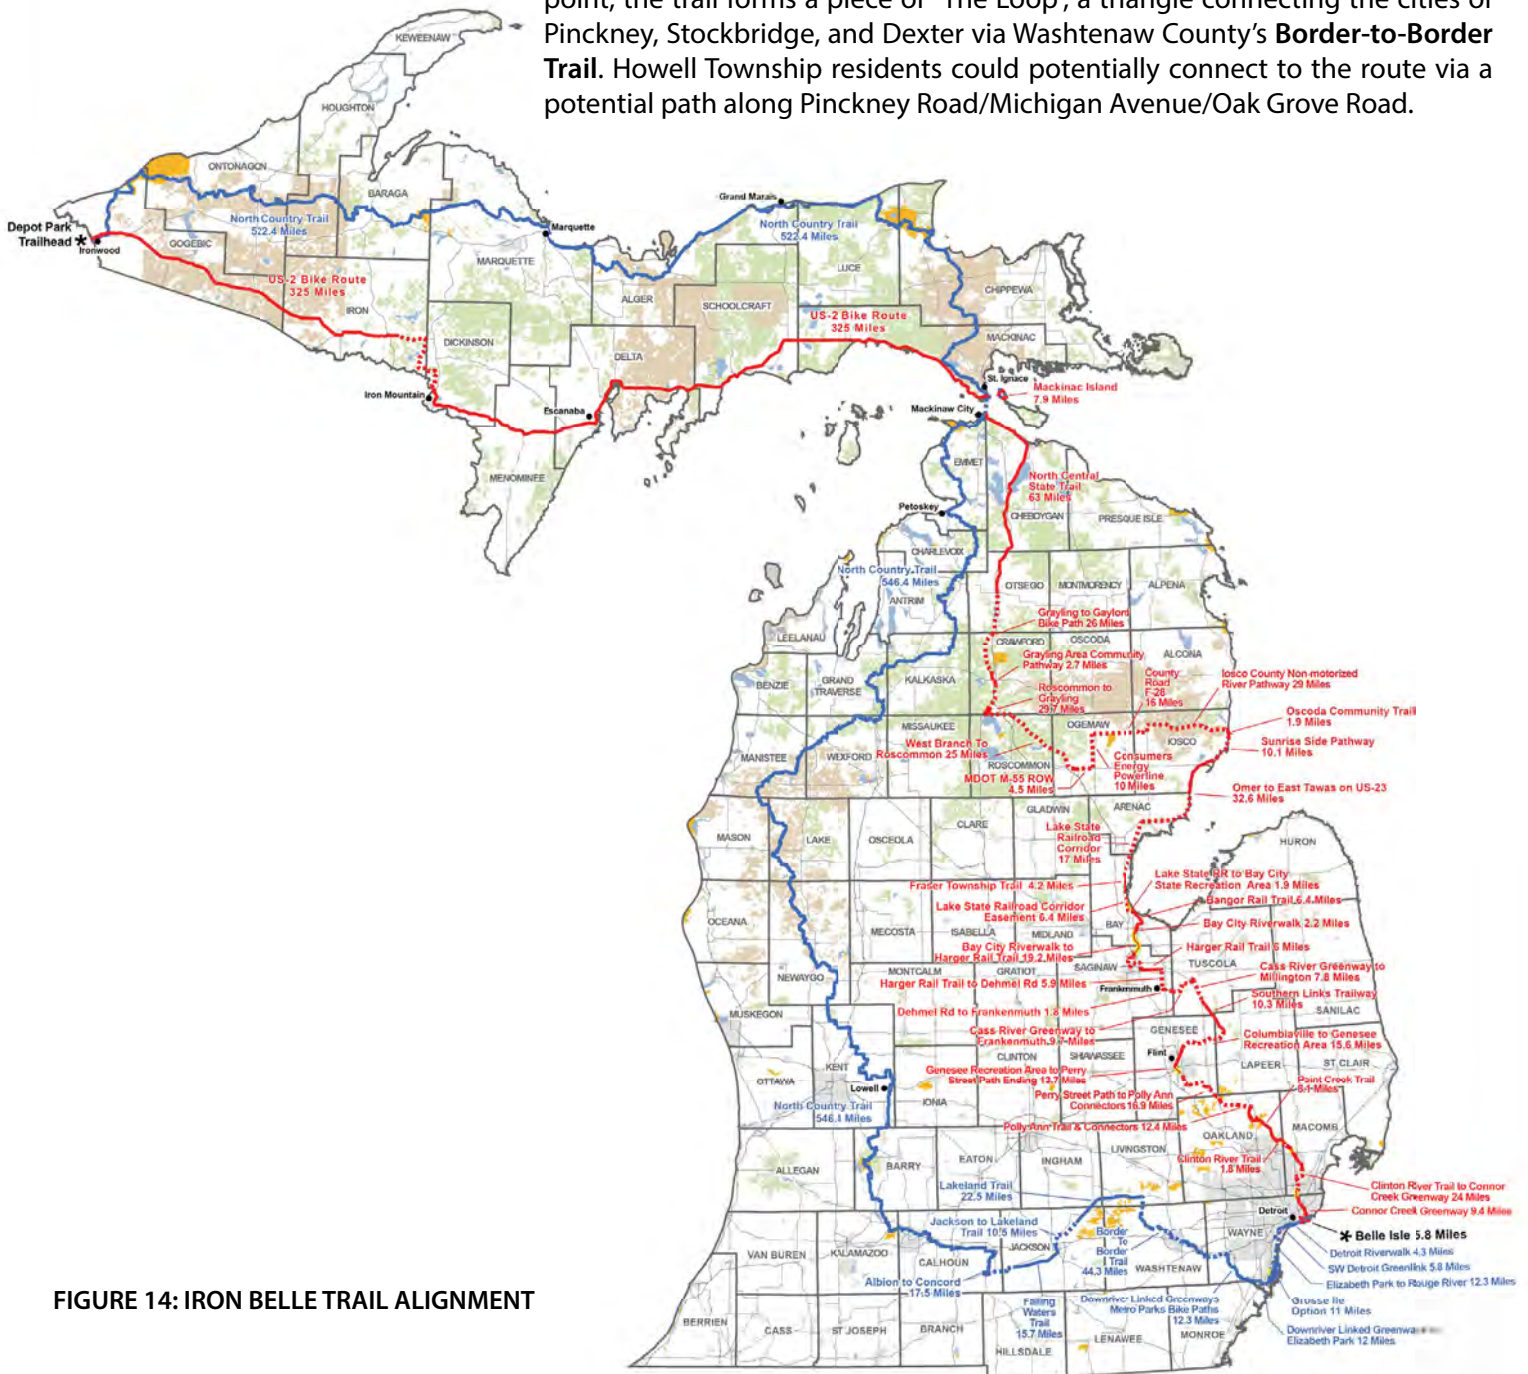 point, the trail forms a piece of 'The Loop', a triangle connecting the cities of
Pinckney, Stockbridge, and Dexter via Washtenaw County's Border-to-Border
Trail. Howell Township residents could potentially connect to the route via a
potential path along Pinckney Road/Michigan Avenue/Oak Grove Road.
KEWEENAW
HOUGHTON
ONTONAGON
BARAGA
Depot Park
Trailhead *
Ironwood
GOGEBIC
North Country Trail
522.4 Miles
US-2 Bike Route
325 Miles
IRON
MARQUETTE
Marquette
DICKINSON
Iron Mountain
Escanaba
MENOMINEE
DELTA
ALGER
SCHOOLCRAFT
Grand Marais
North Country Trail
522.4 Miles
LUCE
US-2 Bike Route
325 Miles
CHIPPEWA
MACKINAC
St. Ignace
Mackinac Island
7.9 Miles
Mackinaw City
EMMET
North Central
State Trail
63 Miles
CHEBOYGAN
PRESQUE ISLE
Petoskey
CHARLEVOIX
North Country Trail
546.4 Miles
ANTRIM
OTSEGO
MONTMORENCY
ALPENA
Grayling to Gaylord
Bike Path 26 Miles
LEELANAU
CRAWFORD
OSCODA
ALCONA
Grayling Area Community
Pathway 2.7 Miles
BENZIE
GRAND
TRAVERSE
KALKASKA
Roscommon to
Grayling
29.7 Miles
County
Road
F-28
16 Miles
Iosco County Non-motorized
River Pathway 29 Miles
Oscoda Community Trail
1.9 Miles
MISSAUKEE
OGEMAW
IOSCO
Sunrise Side Pathway
10.1 Miles
MANISTEE
WEXFORD
West Branch To
Roscommon 25 Miles
ROSCOMMON
MDOT M-55 ROW
4.5 Miles
Consumers
Energy
Powerline
10 Miles
Omer to East Tawas on US-23
32.6 Miles
MASON
LAKE
OSCEOLA
CLARE
GLADWIN
ARENAC
Lake State
Railroad
Corridor
17 Miles
HURON
Fraser Township Trail 4.2 Miles
Lake State RR to Bay City
State Recreation Area 1.9 Miles
Bangor Rail Trail 6.4 Miles
Lake State Railroad Corridor
Easement 6.4 Miles
BAY
Bay City Riverwalk 2.2 Miles
OCEANA
MECOSTA
ISABELLA
MIDLAND
Bay City Riverwalk to
Harger Rail Trail 19.2 Miles
Harger Rail Trail 6 Miles
NEWAYGO
MONTCALM
GRATIOT
SAGINAW
TUSCOLA
Harger Rail Trail to Dehmel Rd 5.9 Miles
Frankenmuth
Cass River Greenway to
Millington 7.8 Miles
Southern Links Trailway
10.3 Miles
SANILAC
MUSKEGON
Dehmel Rd to Frankenmuth 1.8 Miles
Cass River Greenway to
Frankenmuth 9.7 Miles
GENESEE
Columbiaville to Genesee
Recreation Area 15.6 Miles
CLINTON
SHIAWASSEE
Flint
LAPEER
ST CLAIR
OTTAWA
KENT
Lowell
IONIA
Genesee Recreation Area to Perry
Street Path Ending 13.7 Miles
Paint Creek Trail
8.1 Miles
Perry Street Path to Polly Ann
Connectors 16.9 Miles
North Country Trail
546.4 Miles
Polly Ann Trail & Connectors 12.4 Miles
OAKLAND
MACOMB
ALLEGAN
BARRY
EATON
INGHAM
LIVINGSTON
Clinton River Trail
1.8 Miles
Clinton River Trail to Connor
Creek Greenway 24 Miles
Lakeland Trail
22.5 Miles
Connor Creek Greenway 9.4 Miles
Detroit
* Belle Isle 5.8 Miles
Jackson to Lakeland
Trail 10.5 Miles
WAYNE
Detroit Riverwalk 4.3 Miles
VAN BUREN
KALAMAZOO
CALHOUN
JACKSON
Border
To
Border
Trail
44.3 Miles
WASHTENAW
SW Detroit Greenlink 5.8 Miles
Albion to Concord
17.5 Miles
Elizabeth Park to Rouge River 12.3 Miles
FIGURE 14: IRON BELLE TRAIL ALIGNMENT
Falling
Waters
Trail
15.7 Miles
Downriver Linked Greenways
Metro Parks Bike Paths
12.3 Miles
Grosse Ile
Option 11 Miles
BERRIEN
CASS
ST JOSEPH
BRANCH
HILLSDALE
LENAWEE
MONROE
Downriver Linked
Elizabeth Park 12 Miles